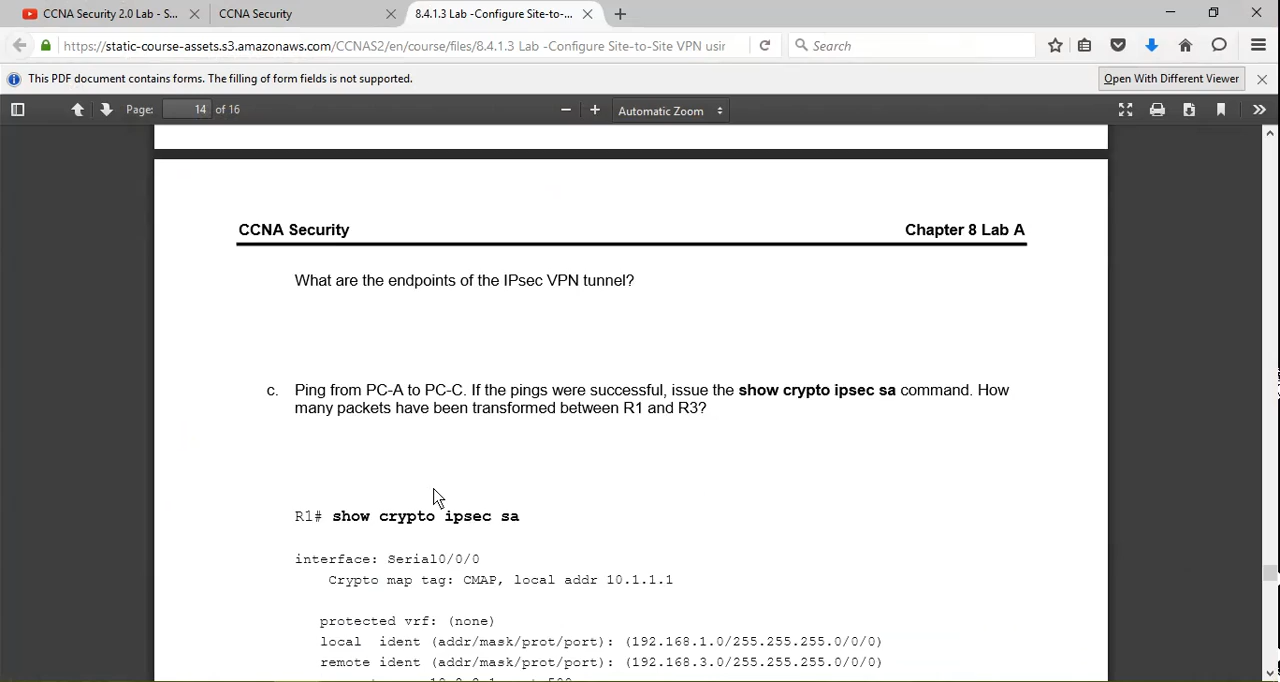 CCNA Security 2.0 Lab - S...
CCNA Security
8.4.1.3 Lab -Configure Site-to-...
https://static-course-assets.s3.amazonaws.com/CCNAS2/en/course/files/8.4.1.3 Lab -Configure Site-to-Site VPN usin
Search
This PDF document contains forms. The filling of form fields is not supported.
Open With Different Viewer
Page: 14 of 16
Automatic Zoom
CCNA Security
Chapter 8 Lab A
What are the endpoints of the IPsec VPN tunnel?
c. Ping from PC-A to PC-C. If the pings were successful, issue the show crypto ipsec sa command. How
many packets have been transformed between R1 and R3?
R1# show crypto ipsec sa
interface: Serial0/0/0
Crypto map tag: CMAP, local addr 10.1.1.1
protected vrf: (none)
local ident (addr/mask/prot/port): (192.168.1.0/255.255.255.0/0/0)
remote ident (addr/mask/prot/port): (192.168.3.0/255.255.255.0/0/0)